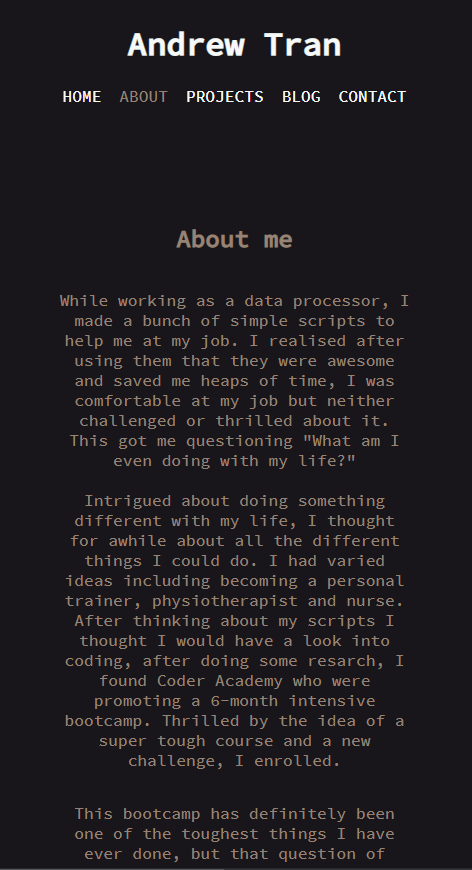 Andrew Tran
HOME ABOUT PROJECTS BLOG CONTACT
About me
While working as a data processor, I
made a bunch of simple scripts to
help me at my job. I realised after
using them that they were awesome
and saved me heaps of time, I was
comfortable at my job but neither
challenged or thrilled about it.
This got me questioning "What am I
even doing with my life?"
Intrigued about doing something
different with my life, I thought
for awhile about all the different
things I could do. I had varied
ideas including becoming a personal
trainer, physiotherapist and nurse.
After thinking about my scripts I
thought I would have a look into
coding, after doing some resarch, I
found Coder Academy who were
promoting a 6-month intensive
bootcamp. Thrilled by the idea of a
super tough course and a new
challenge, I enrolled.
This bootcamp has definitely been
one of the toughest things I have
ever done, but that question of